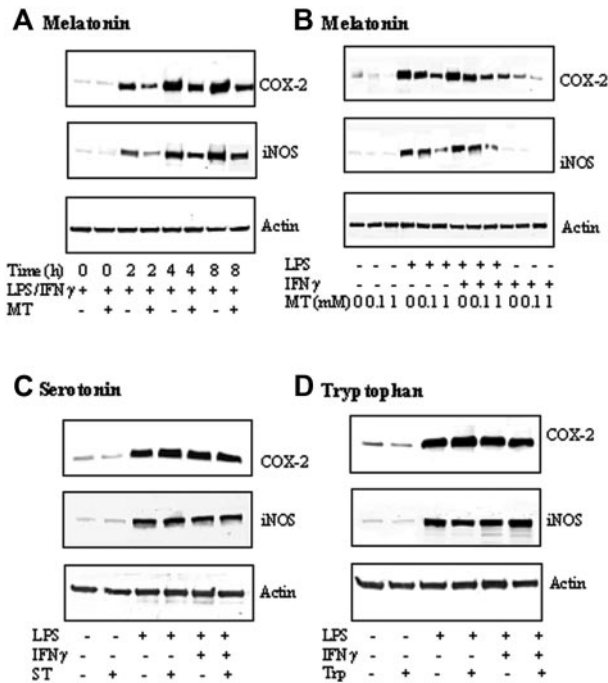 A Melatonin
COX-2
iNOS
Actin
Time (h) 0 0 2 2 4 4 8 8
LPS/IFNγ + + + + + + + +
MT - + - + - + - +
B Melatonin
COX-2
iNOS
Actin
LPS - - - + + + + + + - - -
IFNγ - - - - - - + + + + + +
MT (mM) 0 0.1 1 0 0.1 1 0 0.1 1 0 0.1 1
C Serotonin
COX-2
iNOS
Actin
LPS - - + + + +
IFNγ - - - - + +
ST - + - + - +
D Tryptophan
COX-2
iNOS
Actin
LPS - - + + + +
IFNγ - - - - + +
Trp - + - + - +